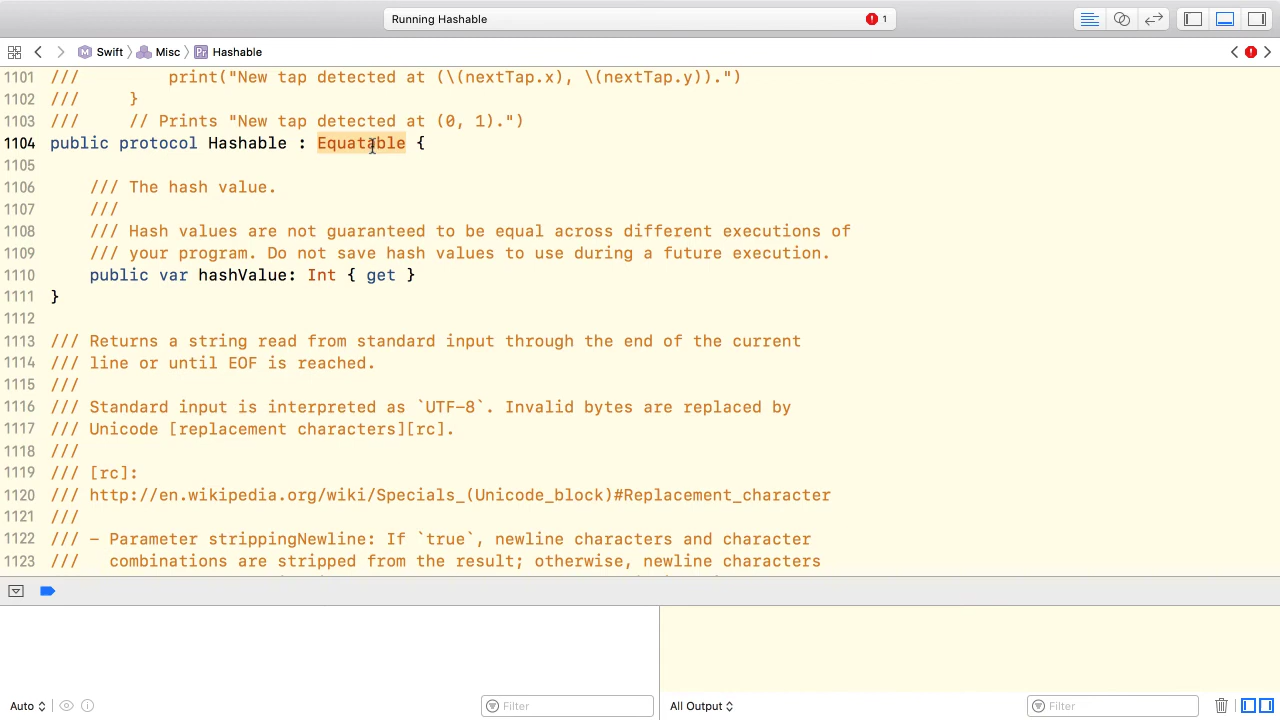 Running Hashable 1
Swift Misc Hashable
1101 ///         print("New tap detected at (\(nextTap.x), \(nextTap.y)).")
1102 ///     }
1103 ///     // Prints "New tap detected at (0, 1).")
1104 public protocol Hashable : Equatable {
1105
1106     /// The hash value.
1107     ///
1108     /// Hash values are not guaranteed to be equal across different executions of
1109     /// your program. Do not save hash values to use during a future execution.
1110     public var hashValue: Int { get }
1111 }
1112
1113 /// Returns a string read from standard input through the end of the current
1114 /// line or until EOF is reached.
1115 ///
1116 /// Standard input is interpreted as `UTF-8`. Invalid bytes are replaced by
1117 /// Unicode [replacement characters][rc].
1118 ///
1119 /// [rc]:
1120 /// http://en.wikipedia.org/wiki/Specials_(Unicode_block)#Replacement_character
1121 ///
1122 /// - Parameter strippingNewline: If `true`, newline characters and character
1123 ///   combinations are stripped from the result; otherwise, newline characters
Auto Filter All Output Filter